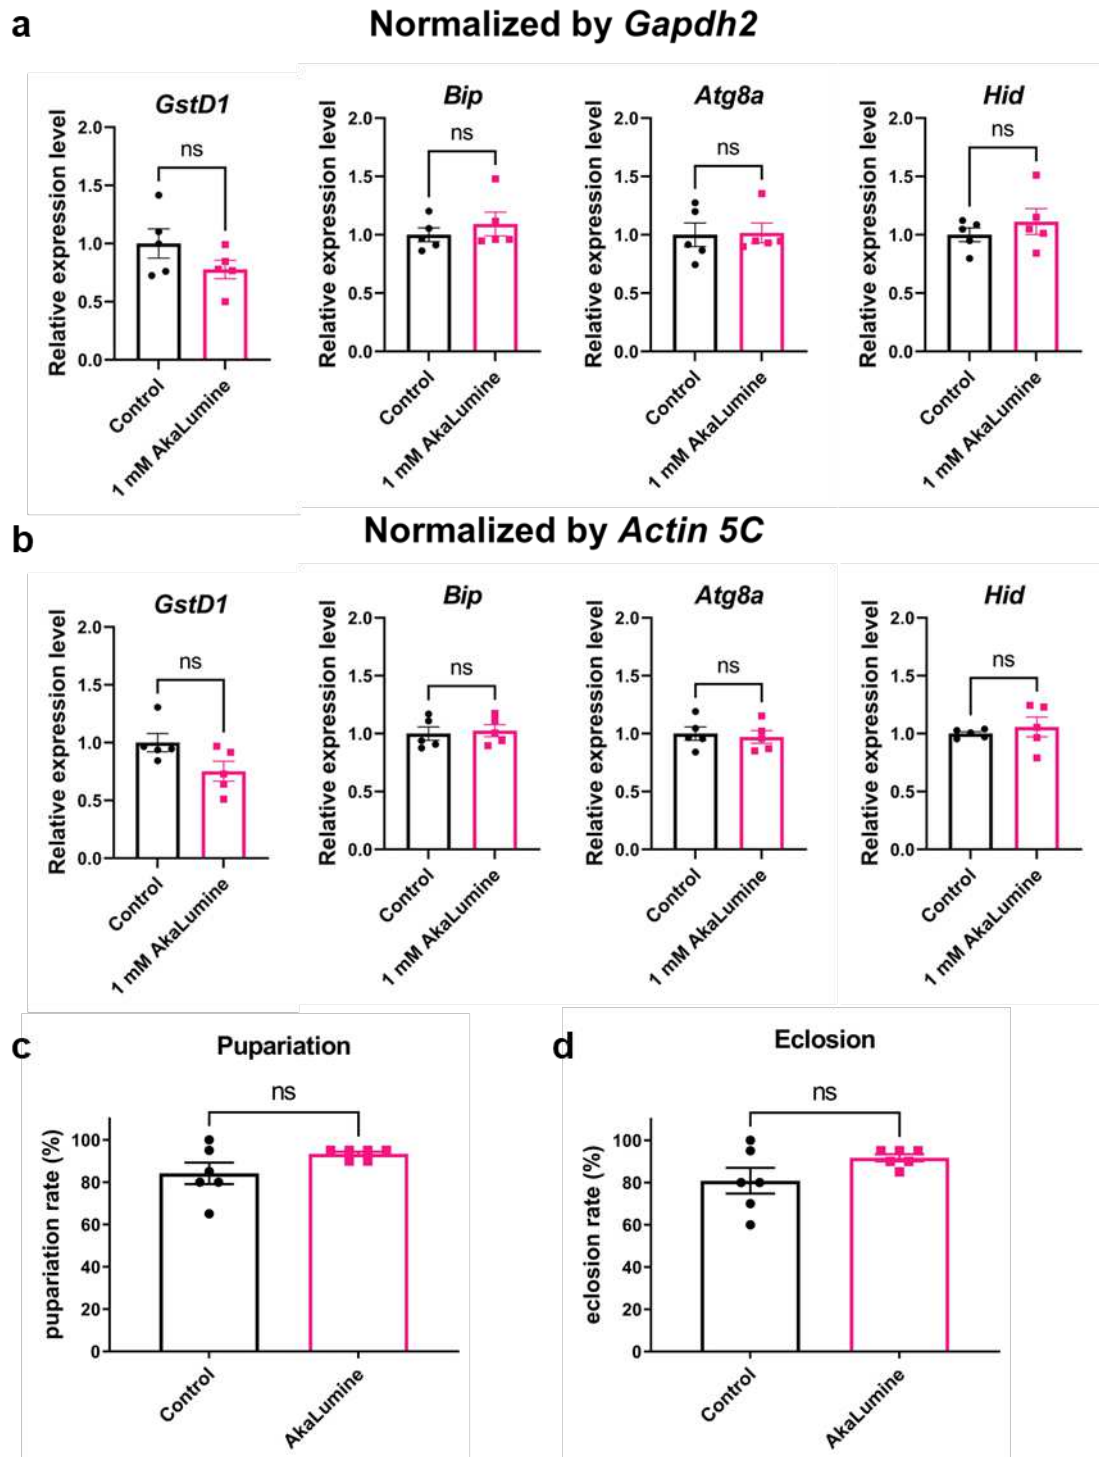 a
Normalized by Gapdh2
GstD1
Relative expression level
2.0
1.5
1.0
0.5
0.0
ns
Control
1 mM AkaLumine
Bip
Relative expression level
2.0
1.5
1.0
0.5
0.0
ns
Control
1 mM AkaLumine
Atg8a
Relative expression level
2.0
1.5
1.0
0.5
0.0
ns
Control
1 mM AkaLumine
Hid
Relative expression level
2.0
1.5
1.0
0.5
0.0
ns
Control
1 mM AkaLumine
b
Normalized by Actin 5C
GstD1
Relative expression level
2.0
1.5
1.0
0.5
0.0
ns
Control
1 mM AkaLumine
Bip
Relative expression level
2.0
1.5
1.0
0.5
0.0
ns
Control
1 mM AkaLumine
Atg8a
Relative expression level
2.0
1.5
1.0
0.5
0.0
ns
Control
1 mM AkaLumine
Hid
Relative expression level
2.0
1.5
1.0
0.5
0.0
ns
Control
1 mM AkaLumine
c
Pupariation
ns
pupariation rate (%)
100
80
60
40
20
0
Control
AkaLumine
d
Eclosion
ns
eclosion rate (%)
100
80
60
40
20
0
Control
AkaLumine